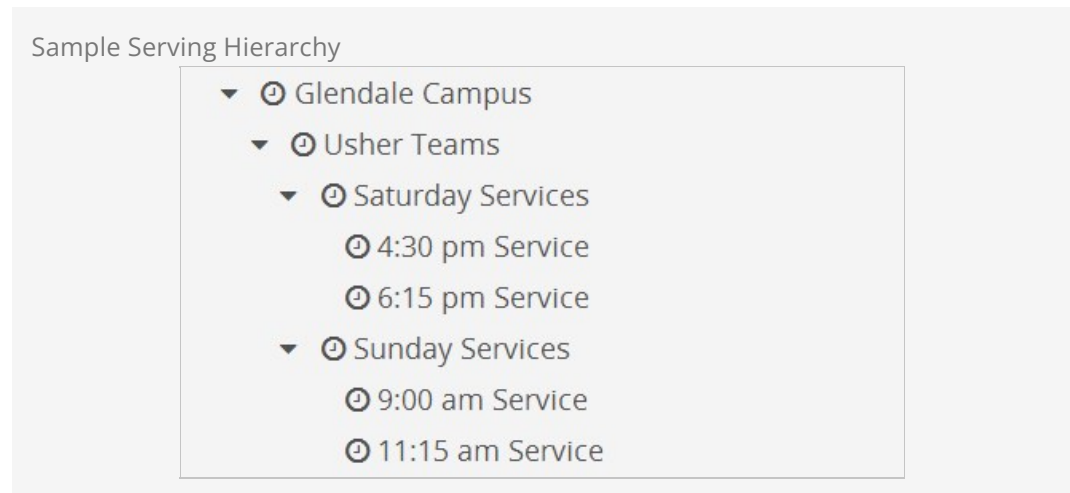 Sample Serving Hierarchy
Glendale Campus
Usher Teams
Saturday Services
4:30 pm Service
6:15 pm Service
Sunday Services
9:00 am Service
11:15 am Service